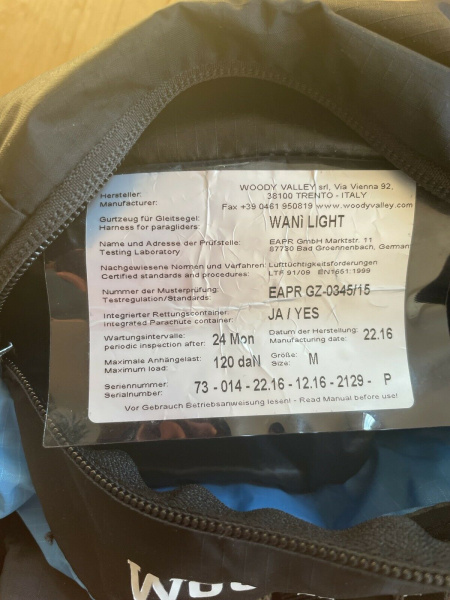 WOODY VALLEY srl, Via Vienna 92,
Hersteller: 38100 TRENTO - ITALY
Manufacturer: Fax +39 0461 950819 www.woodyvalley.com
Gurtzeug für Gleitsegel: WANi LIGHT
Harness for paragliders:
Name und Adresse der Prüfstelle: EAPR GmbH Marktstr. 11
Testing Laboratory 87730 Bad Groennenbach, German
Nachgewiesene Normen und Verfahren: Lufttüchtigkeitsforderungen
Certified standards and procedures: LTF 91/09 EN1651:1999
Nummer der Musterprüfung: EAPR GZ-0345/15
Testregulation/Standards:
Integrierter Rettungscontainer: JA / YES
Integrated Parachute container:
Wartungsintervalle: 24 Mon Datum der Herstellung: 22.16
periodic inspection after: Manufacturing date:
Maximale Anhängelast: 120 daN Größe: M
Maximum load: Size:
Seriennummer: 73 - 014 - 22.16 - 12.16 - 2129 - P
Serialnumber:
Vor Gebrauch Betriebsanweisung lesen! - Read Manual before use!